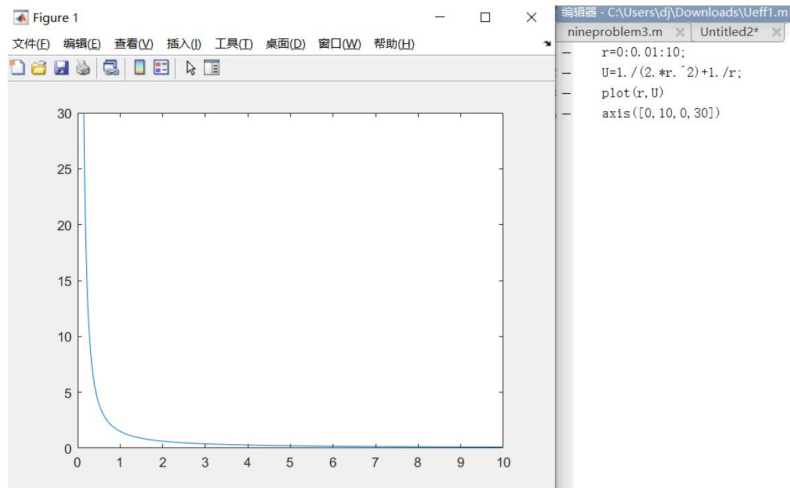 Figure 1
文件(F) 编辑(E) 查看(V) 插入(I) 工具(T) 桌面(D) 窗口(W) 帮助(H)
30
25
20
15
10
5
0
0 1 2 3 4 5 6 7 8 9 10
编辑器 - C:\Users\dj\Downloads\Ueff1.m
nineproblem3.m Untitled2*
r=0:0.01:10;
U=1./(2.*r.^2)+1./r;
plot(r,U)
axis([0,10,0,30])